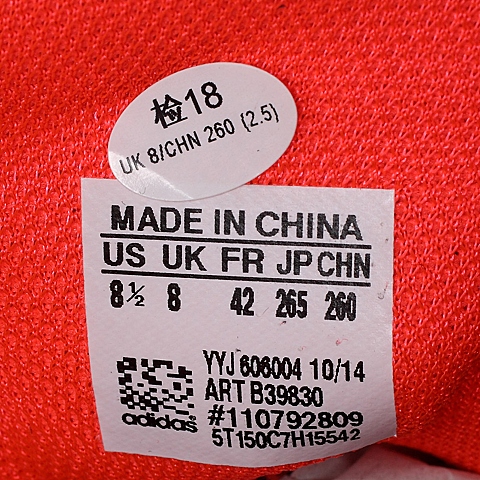 检18
UK 8/CHN 260 (2.5)
MADE IN CHINA
US UK FR JP CHN
8½ 8 42 265 260
YYJ 606004 10/14
ART B39830
#110792809
adidas
5T150C7H15542